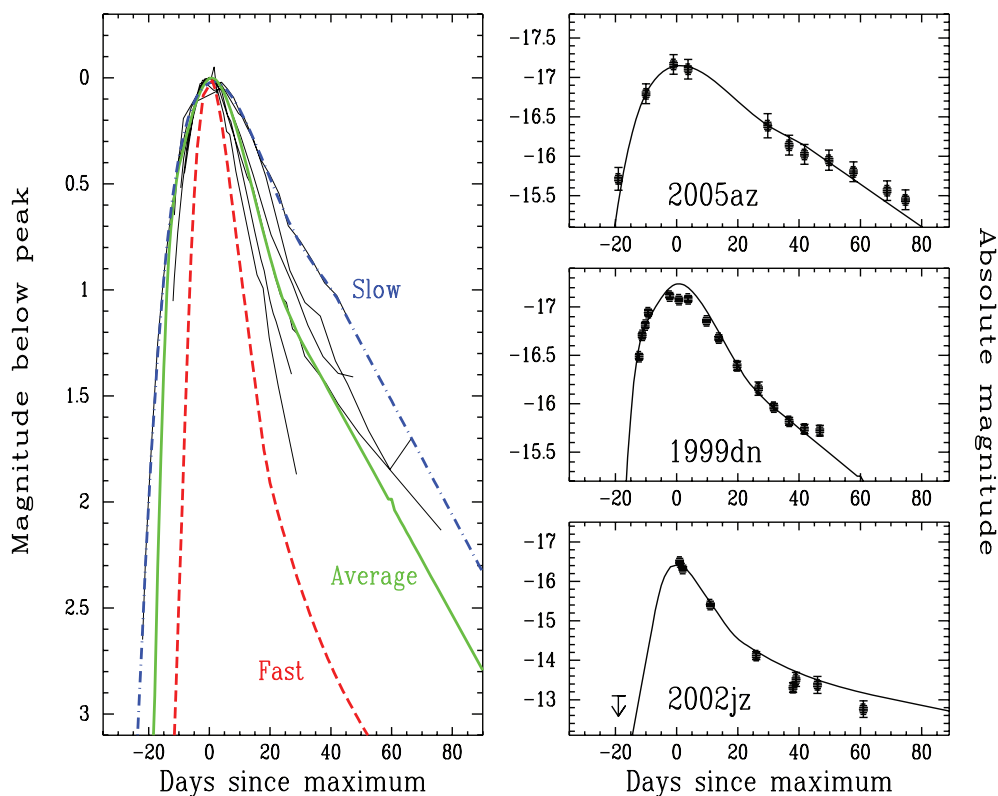 Magnitude below peak
0
0.5
1
1.5
2
2.5
3
Slow
Average
Fast
-20 0 20 40 60 80
Days since maximum
-17.5
-17
-16.5
-16
-15.5
2005az
-20 0 20 40 60 80
-17
-16.5
-16
-15.5
1999dn
-20 0 20 40 60 80
-17
-16
-15
-14
-13
2002jz
-20 0 20 40 60 80
Days since maximum
Absolute magnitude